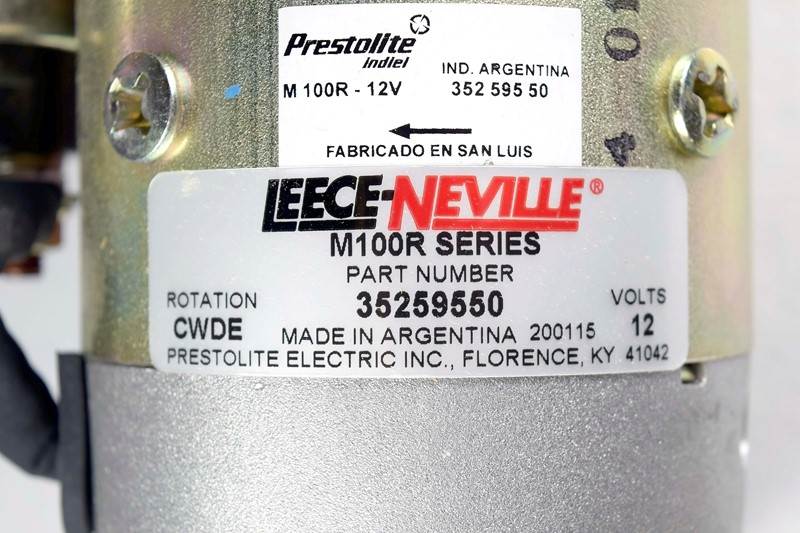 Prestolite
Indiel
IND. ARGENTINA
M 100R - 12V
352 595 50
FABRICADO EN SAN LUIS
LEECE-NEVILLE®
M100R SERIES
PART NUMBER
ROTATION
35259550
VOLTS
CWDE
MADE IN ARGENTINA 200115
12
PRESTOLITE ELECTRIC INC., FLORENCE, KY 41042